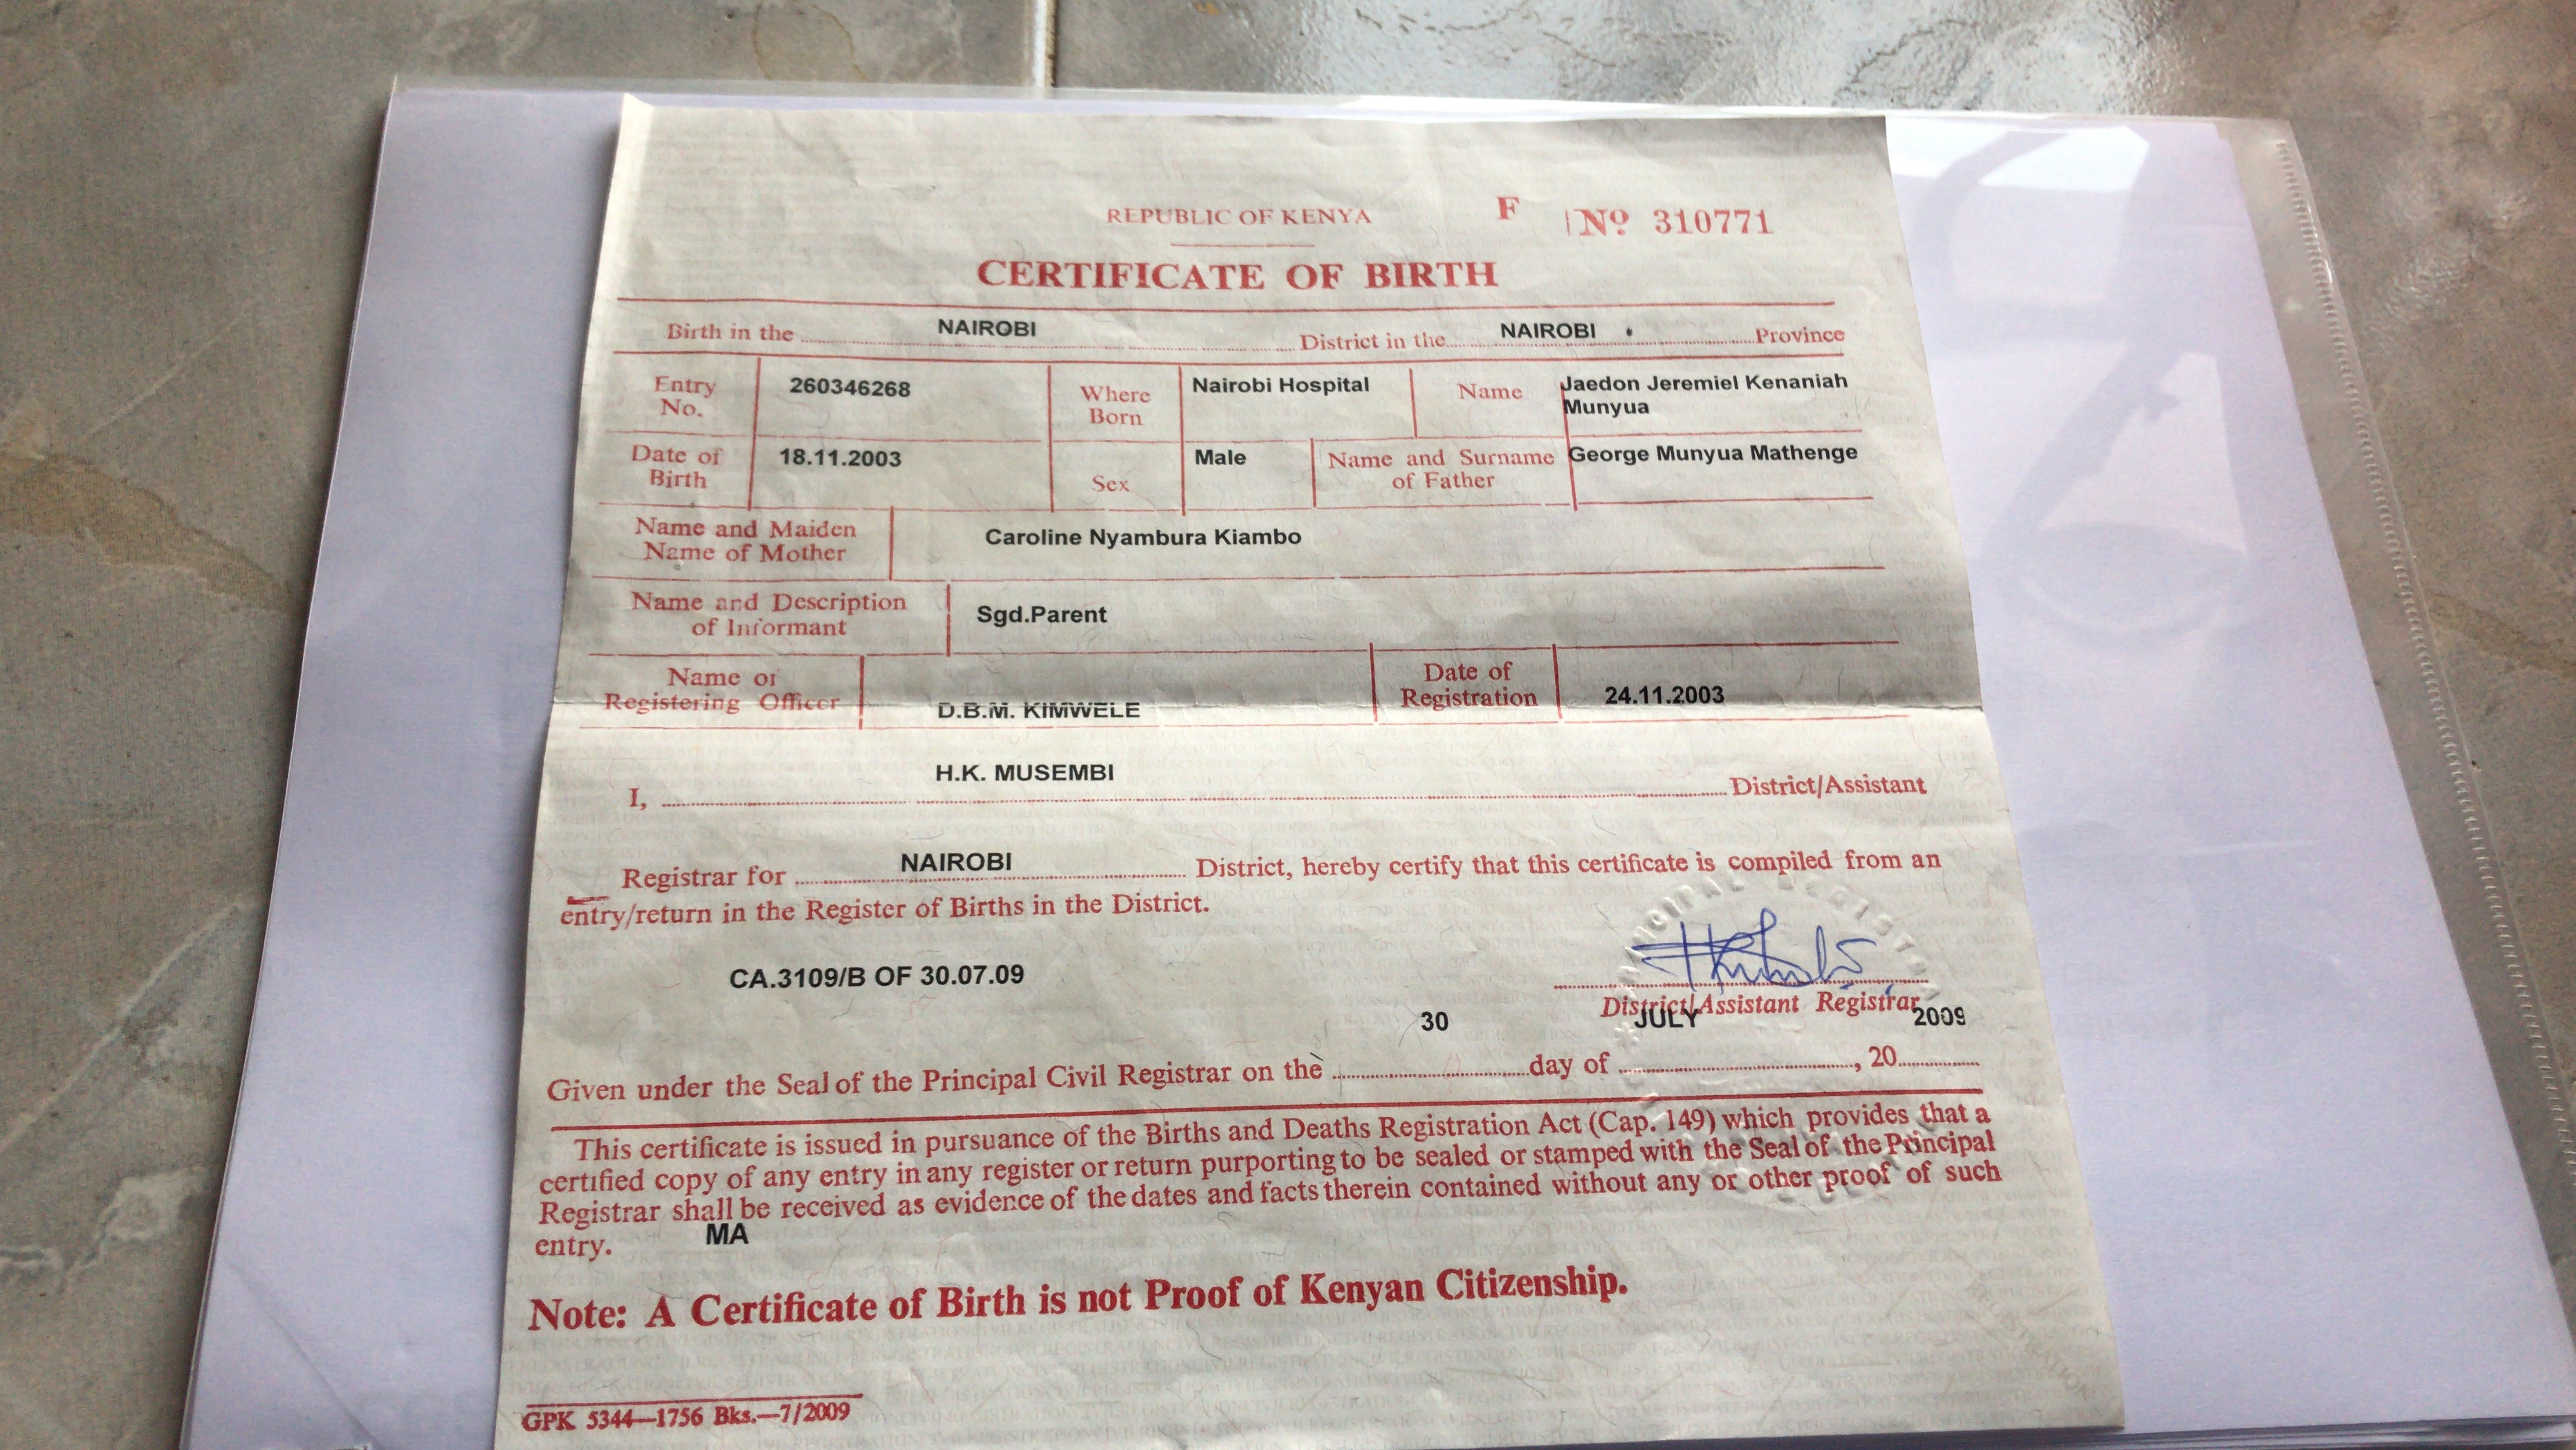 REPUBLIC OF KENYA
F Nº 310771
CERTIFICATE OF BIRTH
Birth in the NAIROBI District in the NAIROBI Province
Entry No. 260346268 Where Born Nairobi Hospital Name Jaedon Jeremiel Kenaniah Munyua
Date of Birth 18.11.2003 Sex Male Name and Surname of Father George Munyua Mathenge
Name and Maiden Name of Mother Caroline Nyambura Kiambo
Name and Description of Informant Sgd.Parent
Name of Registering Officer D.B.M. KIMWELE Date of Registration 24.11.2003
I, H.K. MUSEMBI District/Assistant
Registrar for NAIROBI District, hereby certify that this certificate is compiled from an
entry/return in the Register of Births in the District.
CA.3109/B OF 30.07.09
District/Assistant Registrar
30 JULY 2009
Given under the Seal of the Principal Civil Registrar on the day of , 20
This certificate is issued in pursuance of the Births and Deaths Registration Act (Cap. 149) which provides that a
certified copy of any entry in any register or return purporting to be sealed or stamped with the Seal of the Principal
Registrar shall be received as evidence of the dates and facts therein contained without any or other proof of such
entry. MA
Note: A Certificate of Birth is not Proof of Kenyan Citizenship.
GPK 5344—1756 Bks.—7/2009